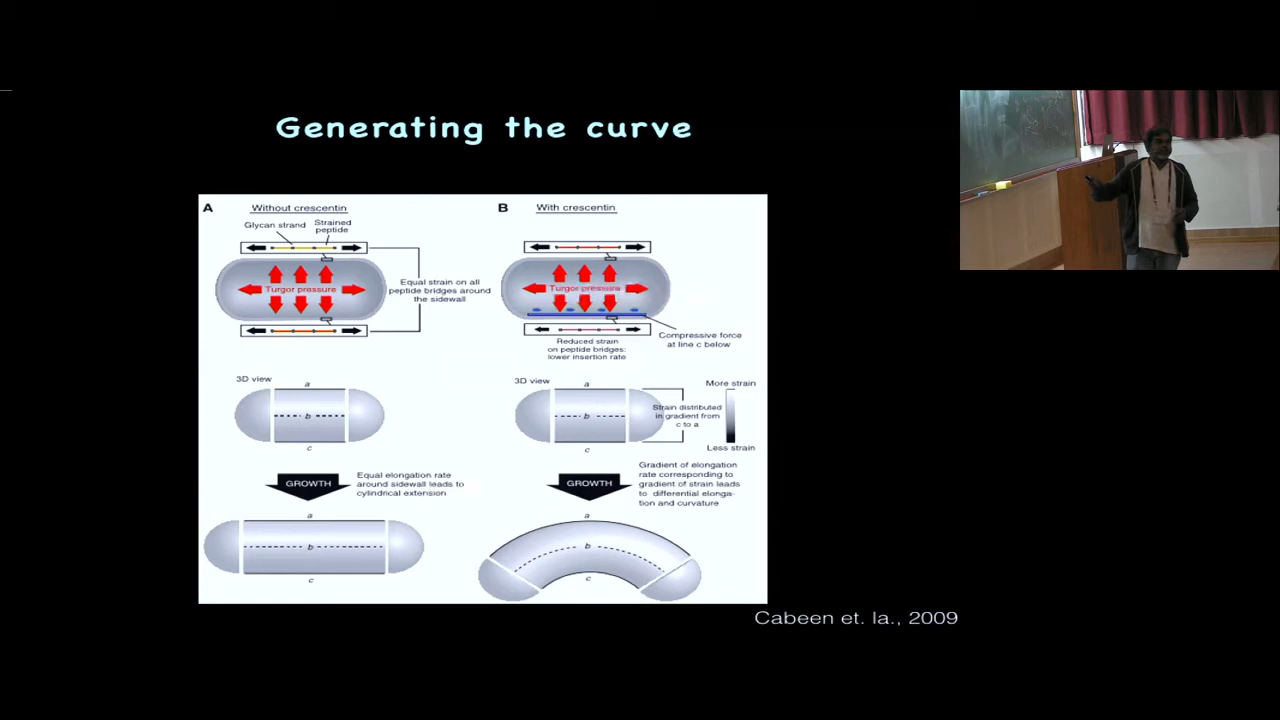 Generating the curve
A
Without crescentin
Glycan strand
Strained
peptide
Turgor pressure
Equal strain on all
peptide bridges around
the sidewall
3D view
a
b
c
GROWTH
Equal elongation rate
around sidewall leads to
cylindrical extension
a
b
c
B
With crescentin
Turgor pressure
Compressive force
at line c below
Reduced strain
on peptide bridges:
lower insertion rate
3D view
a
b
c
Strain distributed
in gradient from
c to a
More strain
Less strain
GROWTH
Gradient of elongation
rate corresponding to
gradient of strain leads
to differential elonga-
tion and curvature
a
b
c
Cabeen et. la., 2009